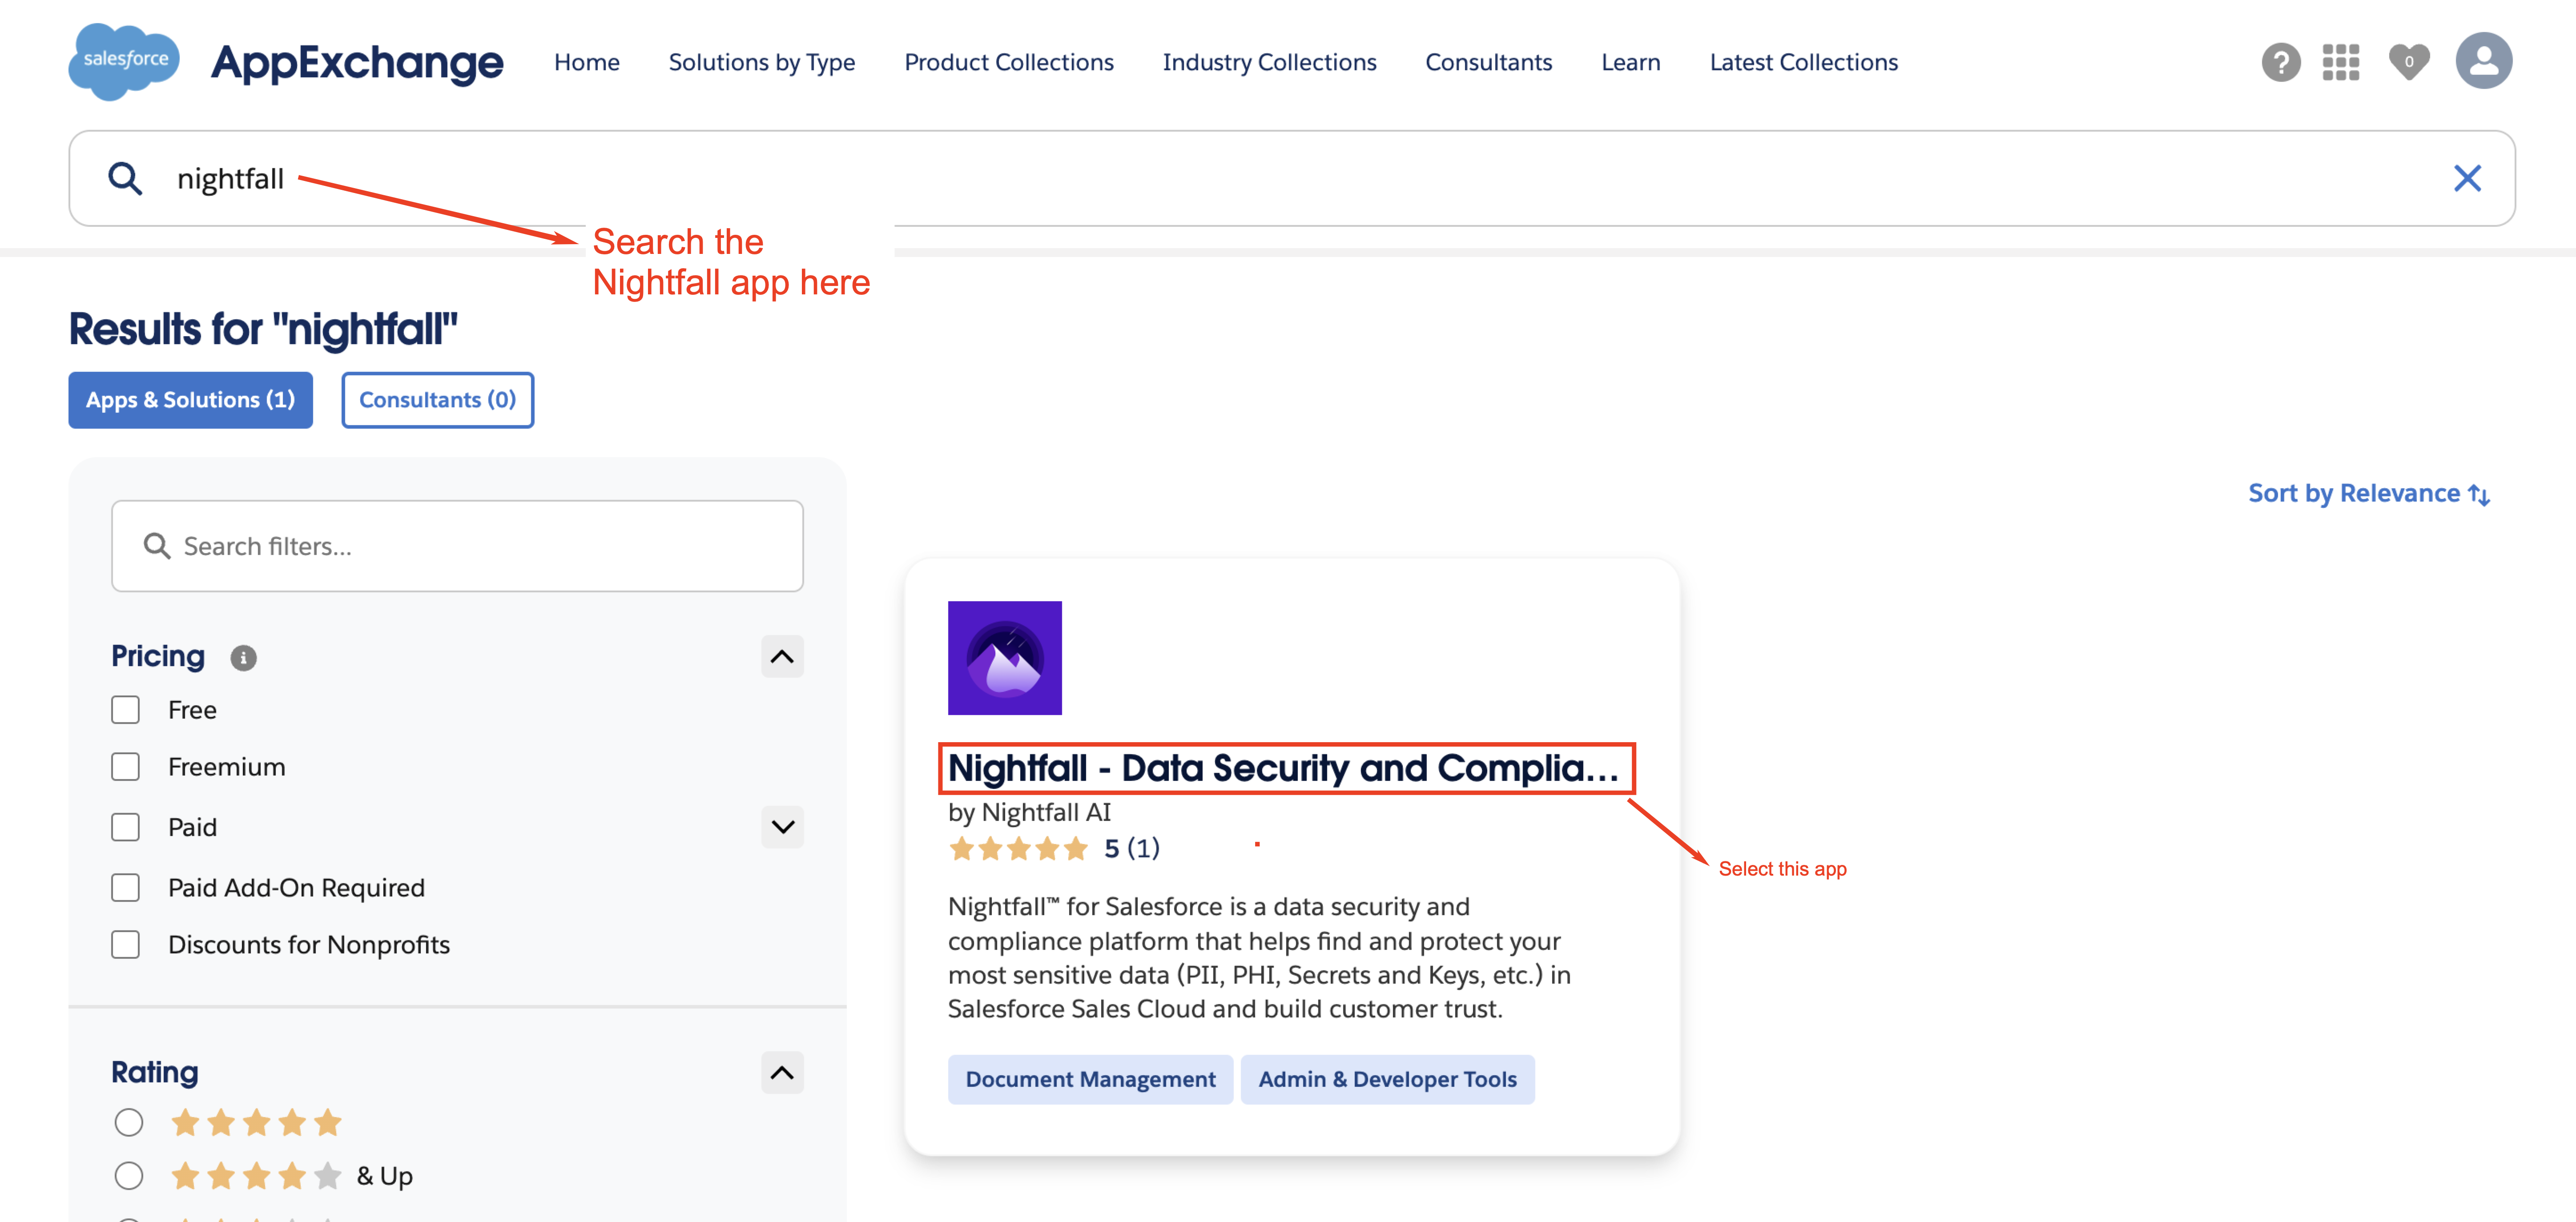 salesforce
AppExchange
Home
Solutions by Type
Product Collections
Industry Collections
Consultants
Learn
Latest Collections
?
0
nightfall
Search the
Nightfall app here
Results for "nightfall"
Apps & Solutions (1)
Consultants (0)
Sort by Relevance
Search filters...
Pricing
i
Free
Freemium
Paid
Paid Add-On Required
Discounts for Nonprofits
Rating
& Up
Nightfall - Data Security and Complia...
by Nightfall AI
5 (1)
Select this app
Nightfall™ for Salesforce is a data security and
compliance platform that helps find and protect your
most sensitive data (PII, PHI, Secrets and Keys, etc.) in
Salesforce Sales Cloud and build customer trust.
Document Management
Admin & Developer Tools